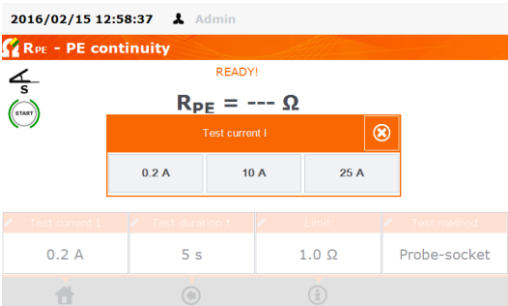 2016/02/15 12:58:37 Admin
RPE - PE continuity
READY!
S
START
RPE = --- Ω
Test current I
0.2 A 10 A 25 A
Test current I Test duration t Limit Test method
0.2 A 5 s 1.0 Ω Probe-socket